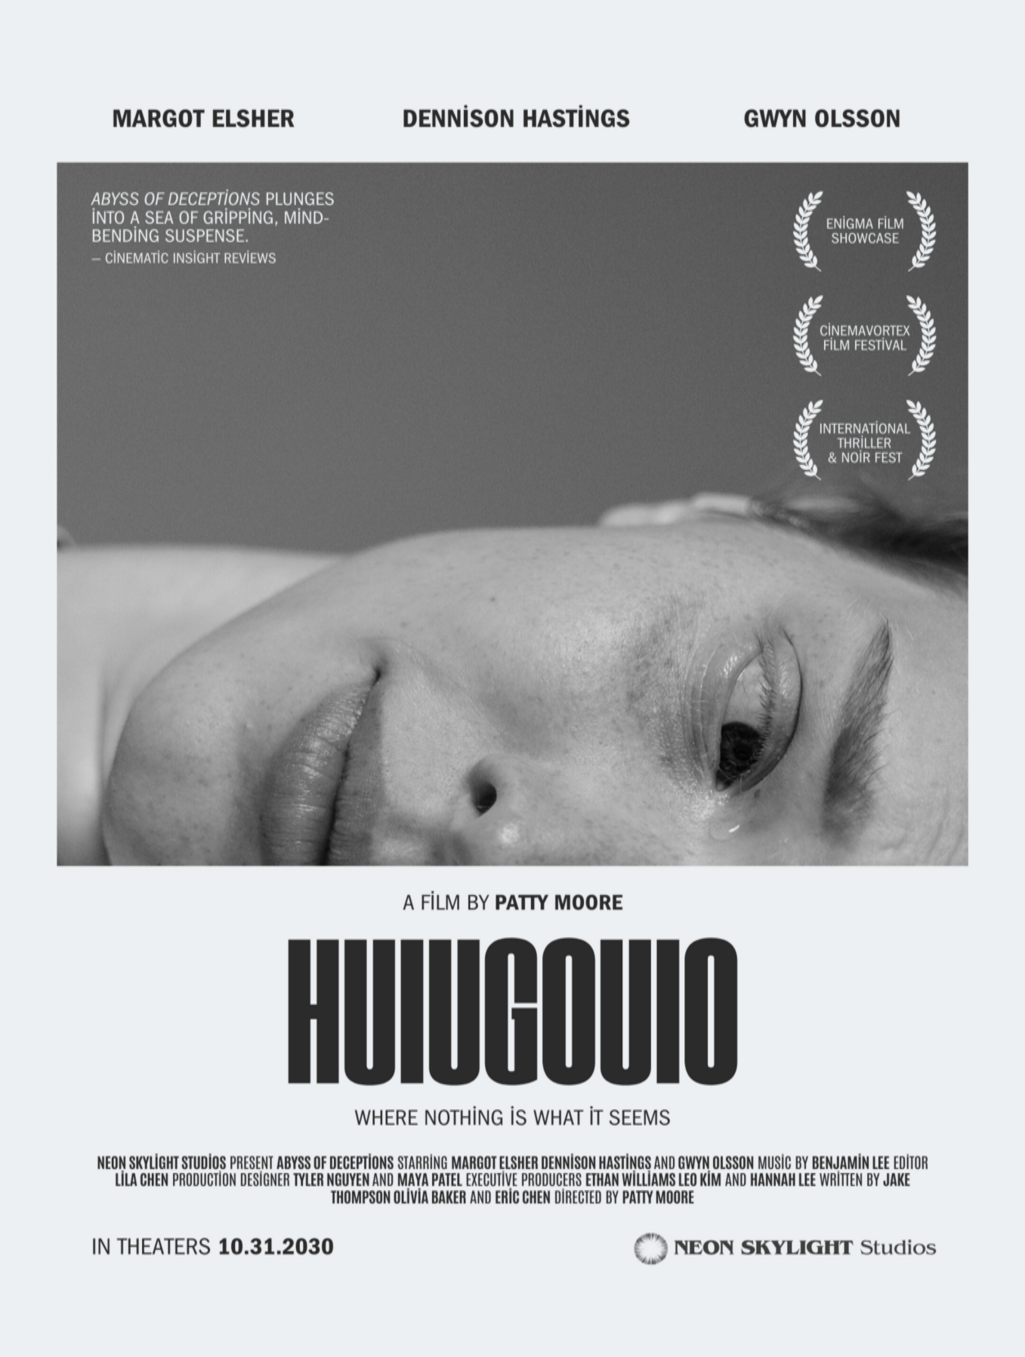 MARGOT ELSHER
DENNİSON HASTİNGS
GWYN OLSSON
ABYSS OF DECEPTİONS PLUNGES
İNTO A SEA OF GRİPPİNG, MİND-
BENDİNG SUSPENSE.
— CİNEMATİC INSİGHT REVİEWS
ENİGMA FİLM
SHOWCASE
CİNEMAVORTEX
FİLM FESTİVAL
INTERNATİONAL
THRİLLER
& NOİR FEST
A FİLM BY PATTY MOORE
HUIUGOUIO
WHERE NOTHİNG İS WHAT İT SEEMS
NEON SKYLİGHT STUDİOS PRESENT ABYSS OF DECEPTİONS STARRİNG MARGOT ELSHER DENNİSON HASTİNGS AND GWYN OLSSON MUSİC BY BENJAMİN LEE EDİTOR
LİLA CHEN PRODUCTİON DESİGNER TYLER NGUYEN AND MAYA PATEL EXECUTİVE PRODUCERS ETHAN WİLLİAMS LEO KİM AND HANNAH LEE WRİTTEN BY JAKE
THOMPSON OLİVİA BAKER AND ERİC CHEN DİRECTED BY PATTY MOORE
IN THEATERS 10.31.2030
NEON SKYLIGHT Studios